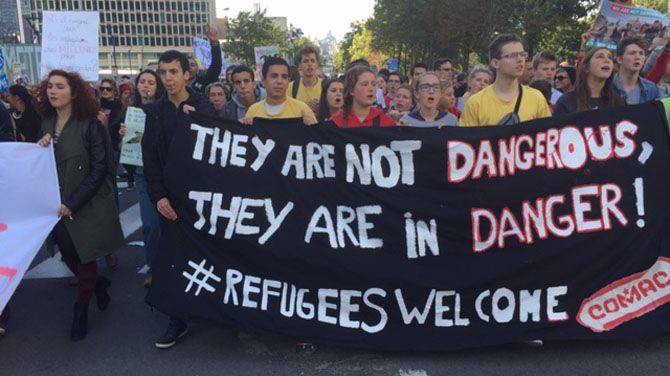 THEY ARE NOT DANGEROUS,
THEY ARE iN DANGER!
#REFUGEES WELCOME
COMAC